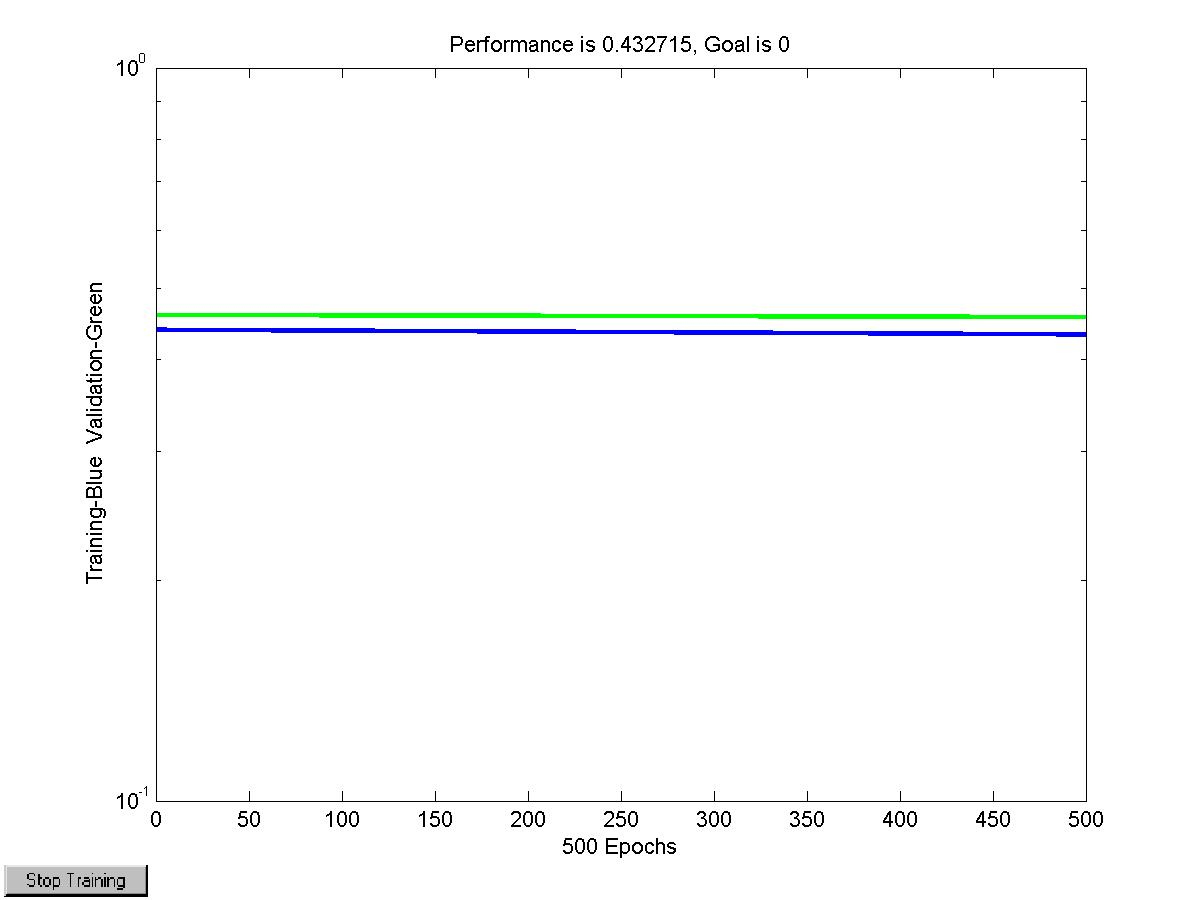 Performance is 0.432715, Goal is 0
10^0
Training-Blue Validation-Green
10^-1
0 50 100 150 200 250 300 350 400 450 500
500 Epochs
Stop Training